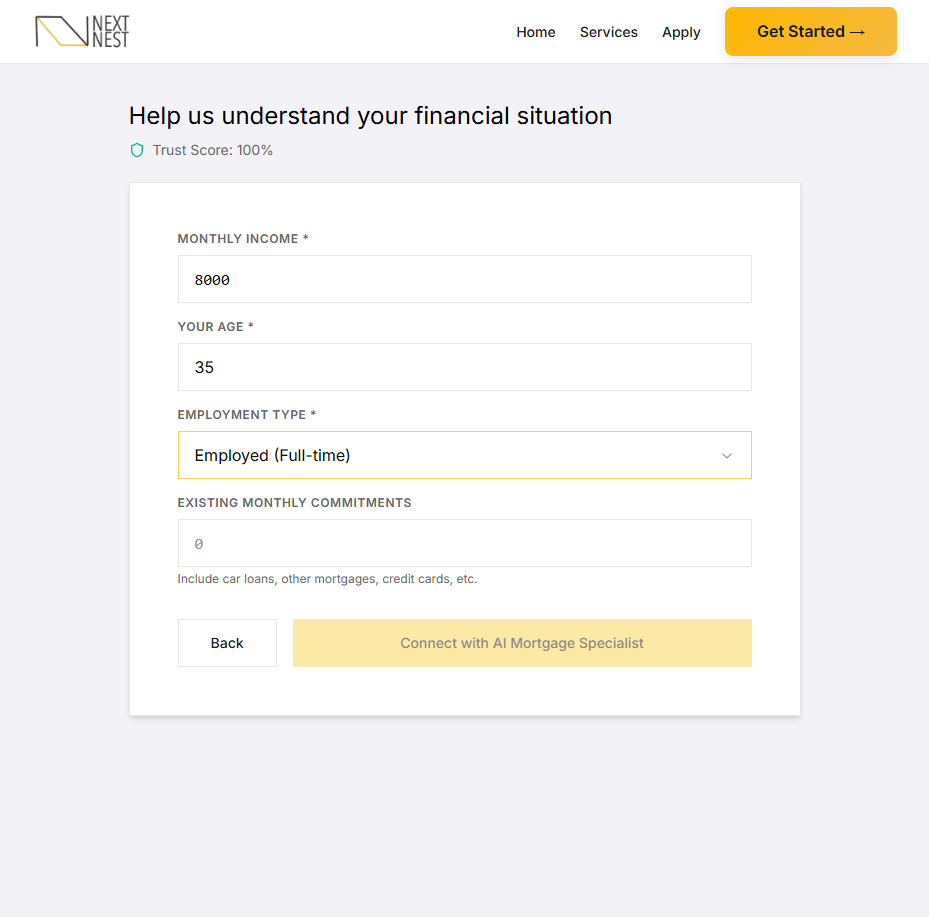 NEXT
NEST
Home Services Apply Get Started →
Help us understand your financial situation
Trust Score: 100%
MONTHLY INCOME *
8000
YOUR AGE *
35
EMPLOYMENT TYPE *
Employed (Full-time)
EXISTING MONTHLY COMMITMENTS
0
Include car loans, other mortgages, credit cards, etc.
Back Connect with AI Mortgage Specialist